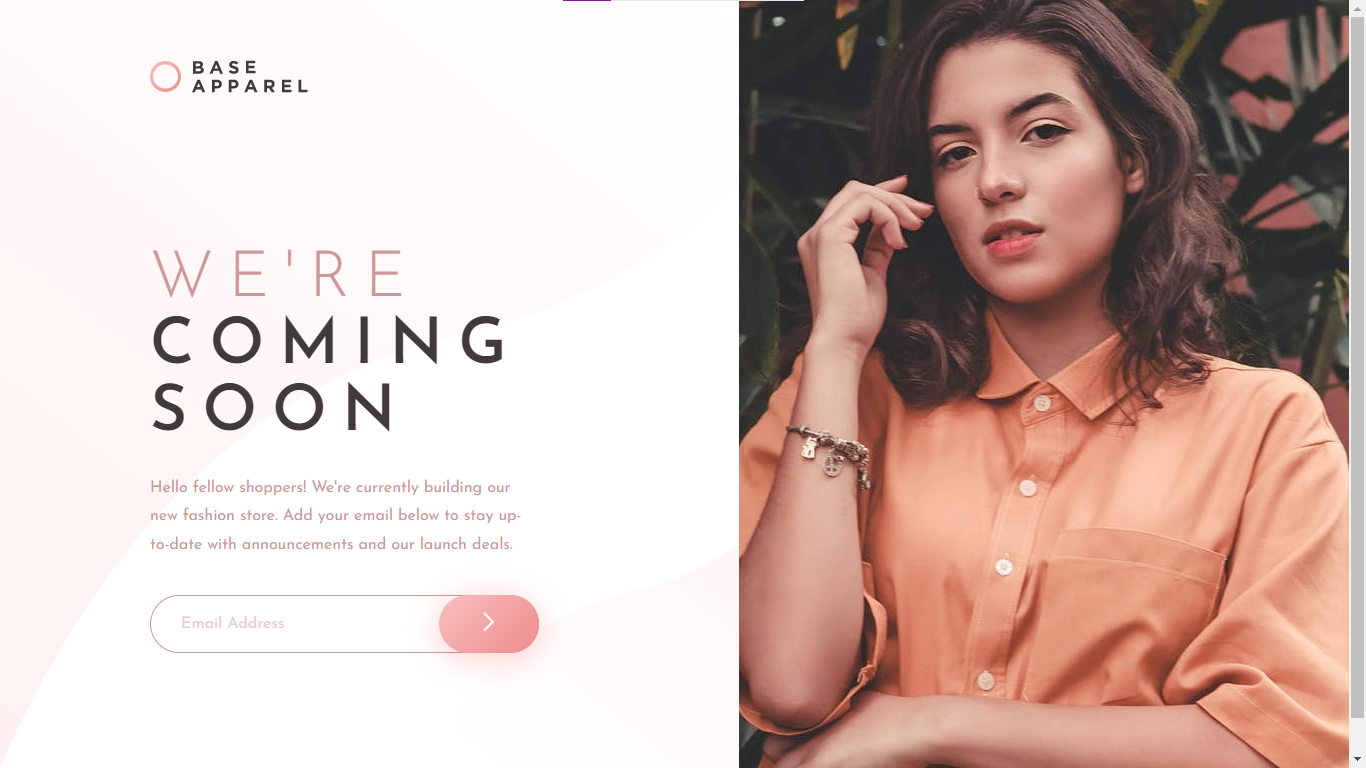 BASE
APPAREL
WE'RE
COMING
SOON
Hello fellow shoppers! We're currently building our
new fashion store. Add your email below to stay up-
to-date with announcements and our launch deals.
Email Address